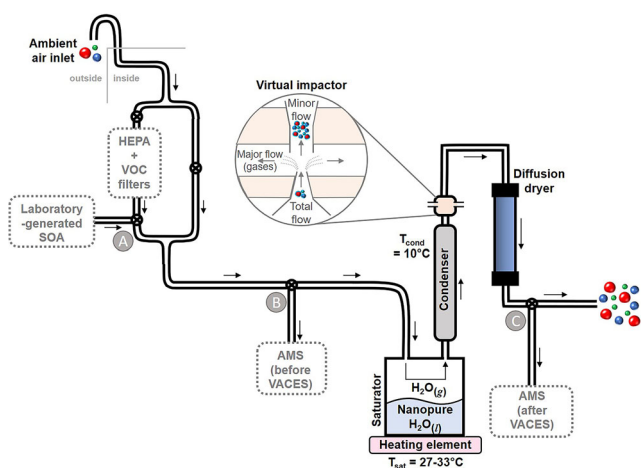 Ambient
air inlet
outside
inside
HEPA
+
VOC
filters
Laboratory
-generated
SOA
A
Virtual impactor
Minor
flow
Major flow
(gases)
Total
flow
B
AMS
(before
VACES)
T_cond
= 10°C
Condenser
Saturator
H₂O(g)
Nanopure
H₂O(l)
Heating element
T_sat = 27-33°C
Diffusion
dryer
C
AMS
(after
VACES)